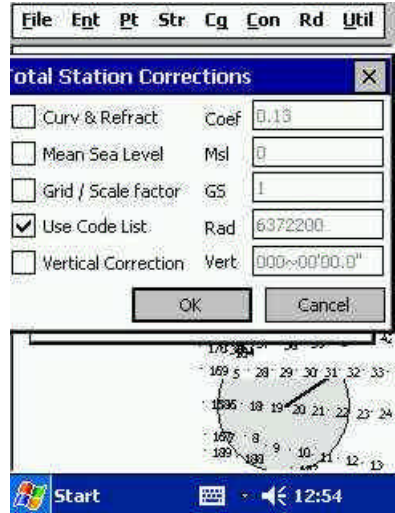 File Ent Pt Str Cg Con Rd Util
Total Station Corrections
Curv & Refract Coef 0.13
Mean Sea Level Msl 0
Grid / Scale factor GS 1
Use Code List Rad 6372200
Vertical Correction Vert 000~00'00.0"
OK Cancel
42
169 5 28 29 30 31 32 33
18 19 20 21 22 23 24
8 9 10 11 12 13
Start 12:54